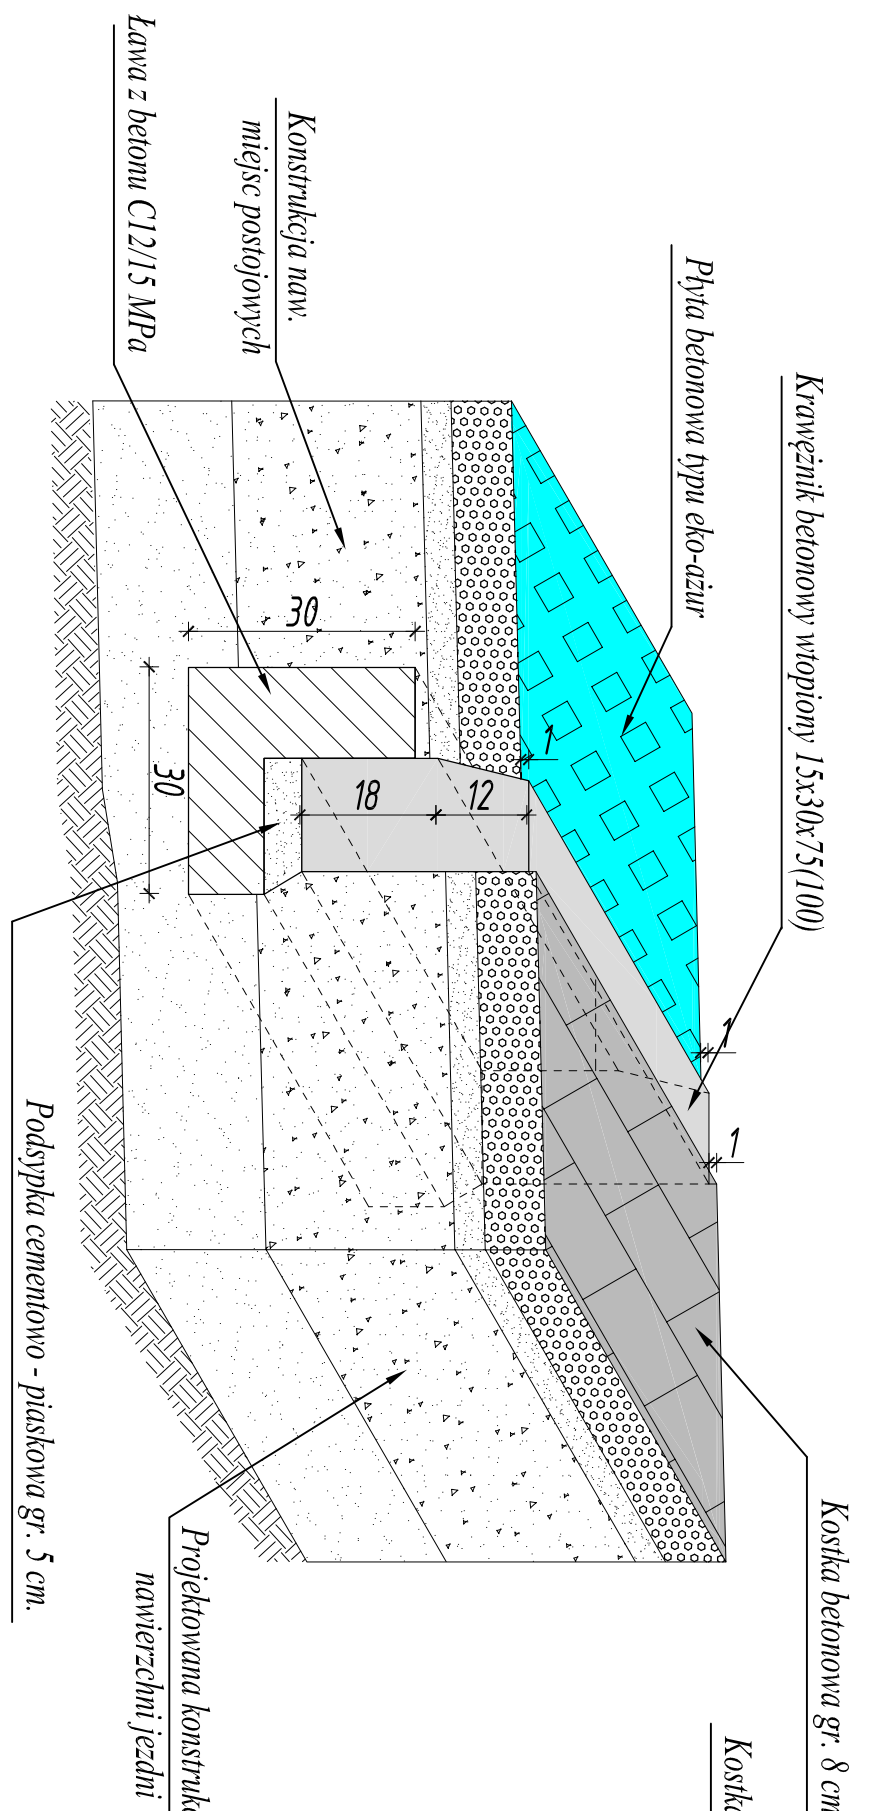 Kostka betonowa gr. 8 cm
Kostka
Krawężnik betonowy wtopiony 15x30x75(100)
Płyta betonowa typu eko-ażur
Konstrukcja naw.
miejsc postojowych
Ława z betonu C12/15 MPa
Projektowana konstrukc
nawierzchni jezdni
Podsypka cementowo - piaskowa gr. 5 cm.
1
1
1
12
18
30
30